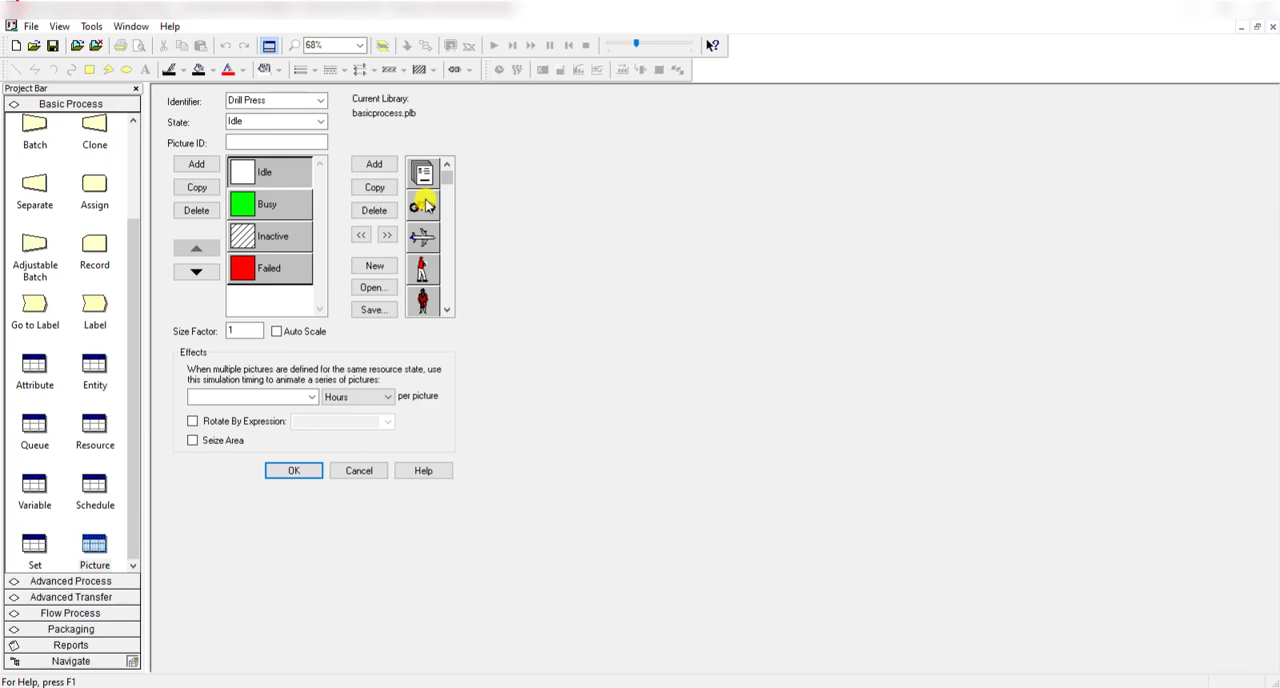 File View Tools Window Help
68%
Project Bar
Basic Process
Batch Clone
Separate Assign
Adjustable Batch Record
Go to Label Label
Attribute Entity
Queue Resource
Variable Schedule
Set Picture
Advanced Process
Advanced Transfer
Flow Process
Packaging
Reports
Navigate
Identifier: Drill Press
State: Idle
Picture ID:
Current Library:
basicprocess.plb
Add
Copy
Delete
Idle
Busy
Inactive
Failed
Add
Copy
Delete
<< >>
New
Open...
Save...
Size Factor: 1 Auto Scale
Effects
When multiple pictures are defined for the same resource state, use
this simulation timing to animate a series of pictures:
Hours per picture
Rotate By Expression:
Seize Area
OK Cancel Help
For Help, press F1